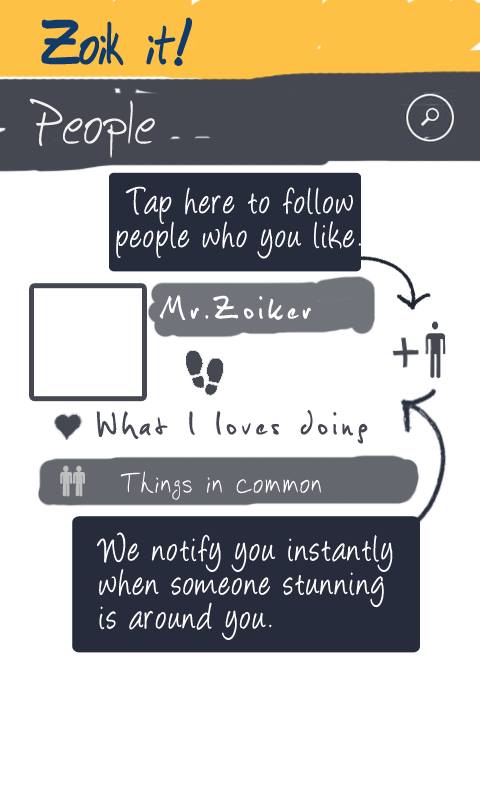 Zoik it!
People
Tap here to follow
people who you like.
Mr.Zoiker
What I loves doing
Things in common
We notify you instantly
when someone stunning
is around you.